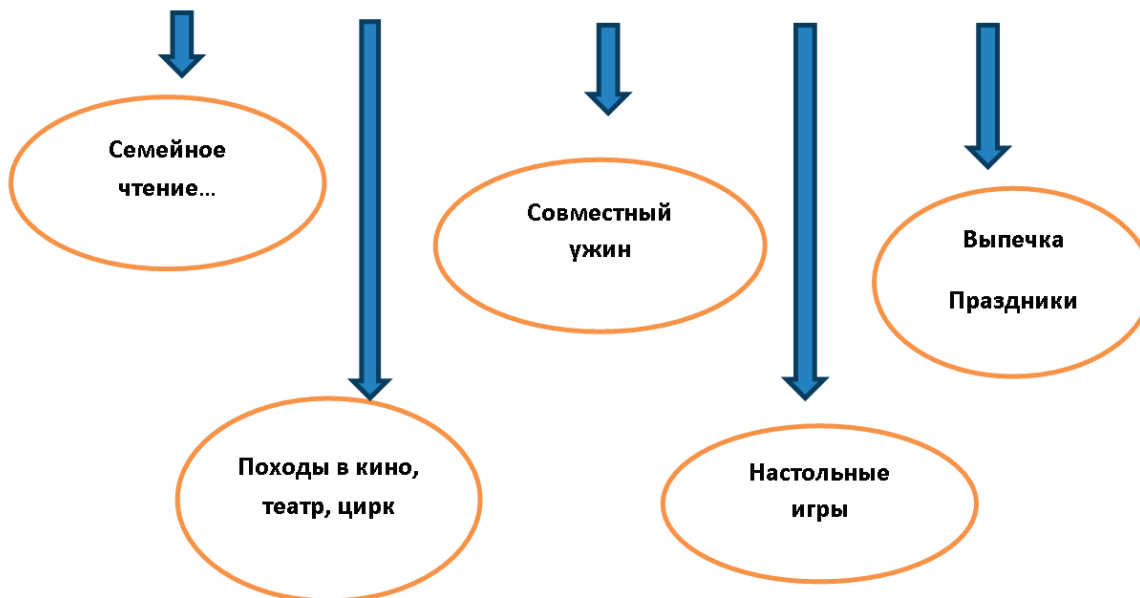 Семейное
чтение...
Совместный
ужин
Выпечка
Праздники
Походы в кино,
театр, цирк
Настольные
игры